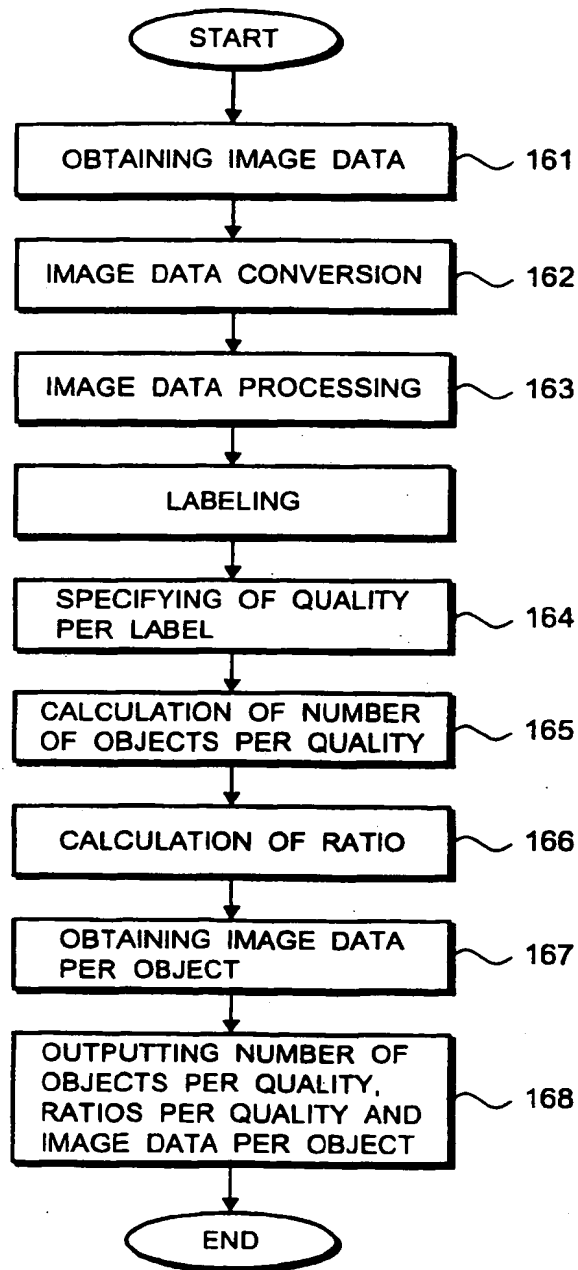 START
OBTAINING IMAGE DATA 161
IMAGE DATA CONVERSION 162
IMAGE DATA PROCESSING 163
LABELING
SPECIFYING OF QUALITY
PER LABEL 164
CALCULATION OF NUMBER
OF OBJECTS PER QUALITY 165
CALCULATION OF RATIO 166
OBTAINING IMAGE DATA
PER OBJECT 167
OUTPUTTING NUMBER OF
OBJECTS PER QUALITY,
RATIOS PER QUALITY AND
IMAGE DATA PER OBJECT 168
END